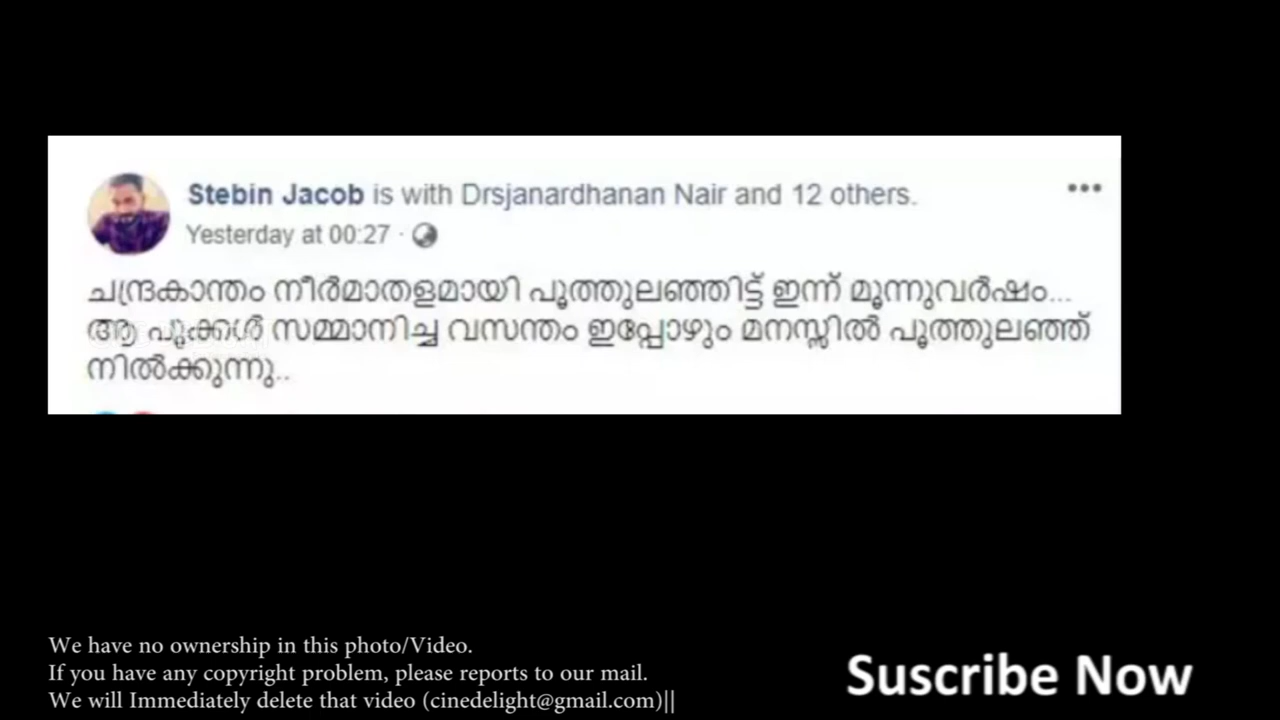 Stebin Jacob is with Drsjanardhanan Nair and 12 others.
Yesterday at 00:27 ·
ചന്ദ്രകാന്തം നീർമാതളമായി പൂത്തുലഞ്ഞിട്ട് ഇന്ന് മൂന്നുവർഷം...
ആ പൂക്കൾ സമ്മാനിച്ച വസന്തം ഇപ്പോഴും മനസ്സിൽ പൂത്തുലഞ്ഞ്
നിൽക്കുന്നു..
We have no ownership in this photo/Video.
If you have any copyright problem, please reports to our mail.
We will Immediately delete that video (cinedelight@gmail.com)||
Suscribe Now